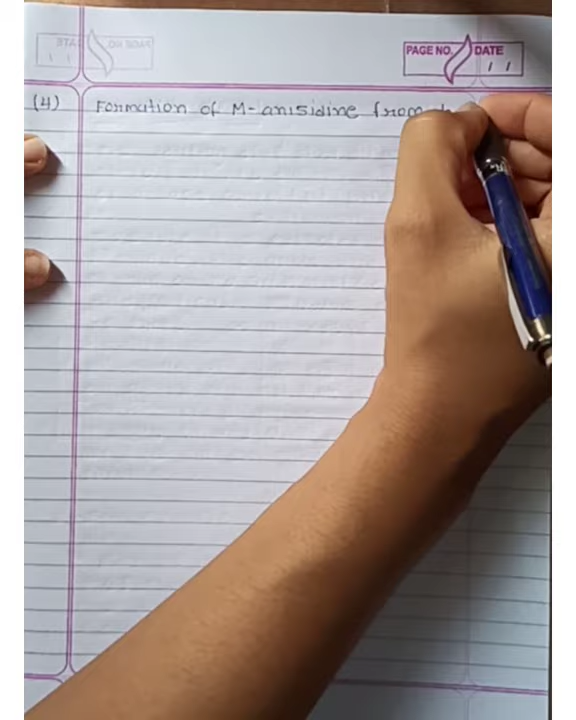 PAGE NO. DATE
/ /
(4) Formation of M-anisidine from